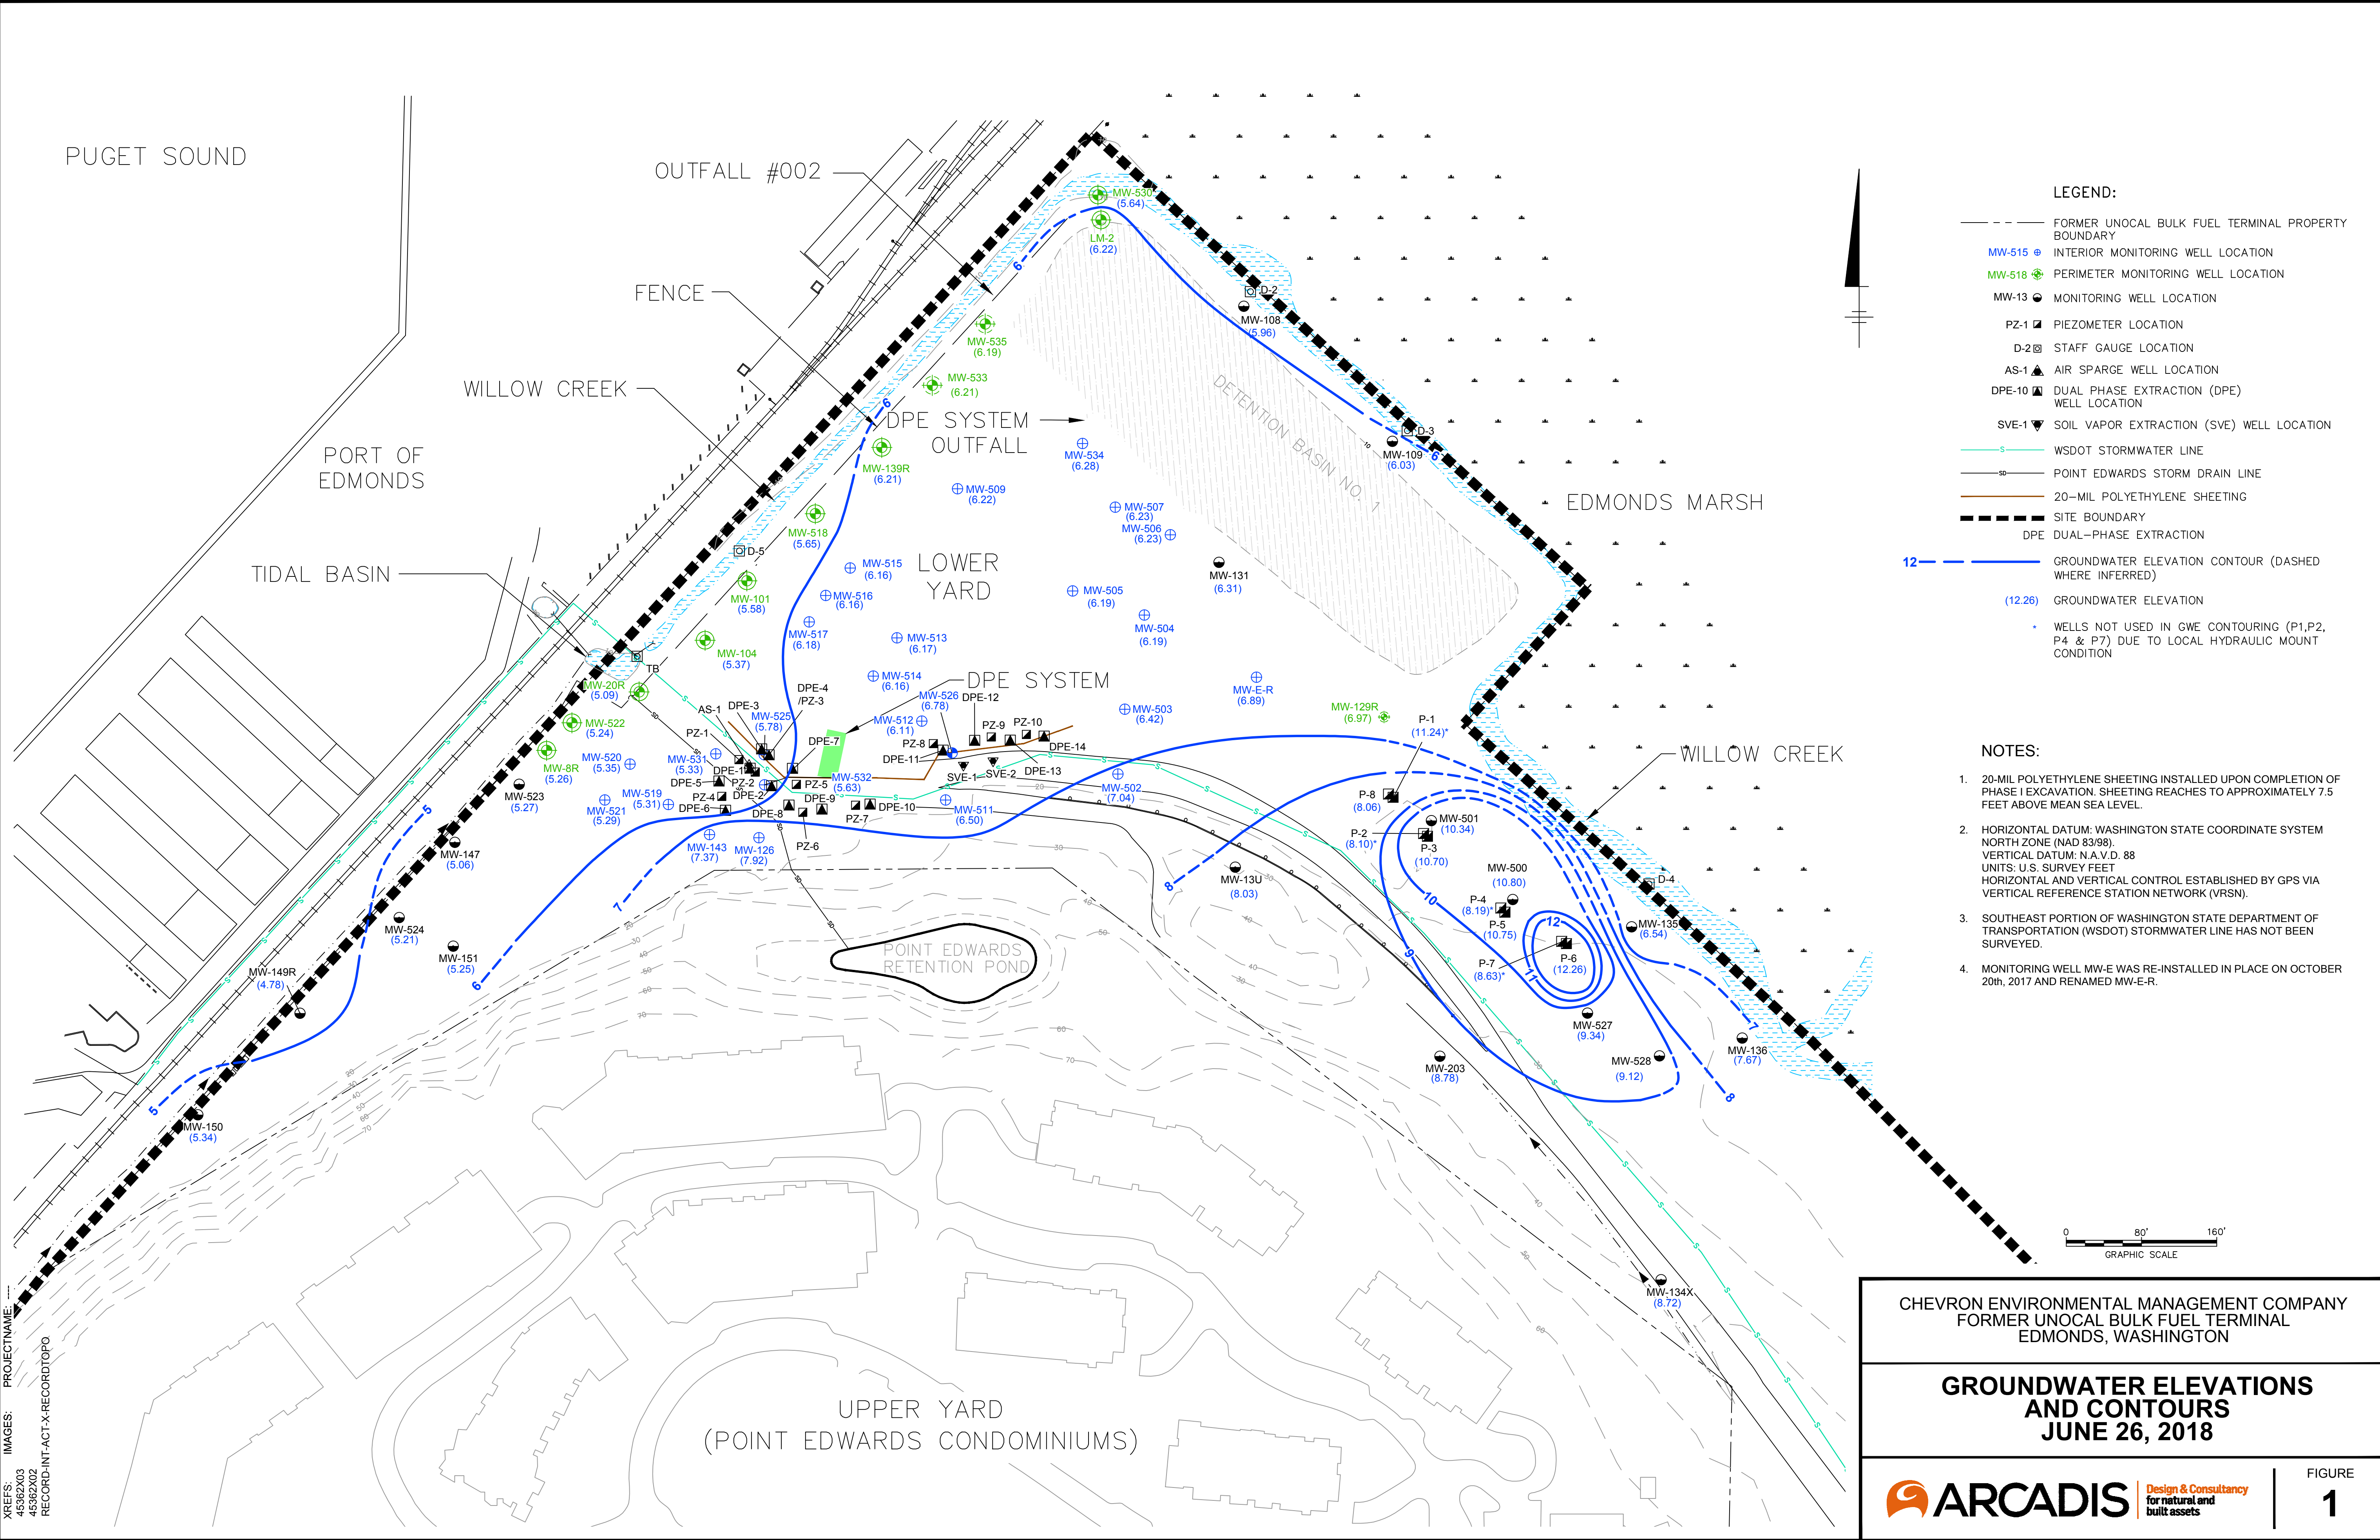 PUGET SOUND
OUTFALL #002
FENCE
WILLOW CREEK
PORT OF
EDMONDS
TIDAL BASIN
DPE SYSTEM
OUTFALL
DETENTION BASIN NO. 1
EDMONDS MARSH
LOWER
YARD
DPE SYSTEM
WILLOW CREEK
POINT EDWARDS
RETENTION POND
UPPER YARD
(POINT EDWARDS CONDOMINIUMS)
MW-530
(5.64)
LM-2
(6.22)
D-2
MW-108
(5.96)
MW-535
(6.19)
MW-533
(6.21)
D-3
MW-109
(6.03)
MW-139R
(6.21)
MW-534
(6.28)
MW-509
(6.22)
MW-507
(6.23)
MW-506
(6.23)
MW-518
(5.65)
D-5
MW-515
(6.16)
MW-101
(5.58)
MW-516
(6.16)
MW-131
(6.31)
MW-505
(6.19)
MW-504
(6.19)
MW-517
(6.18)
MW-513
(6.17)
MW-104
(5.37)
TB
MW-514
(6.16)
MW-20R
(5.09)
MW-526
(6.78)
MW-E-R
(6.89)
MW-503
(6.42)
MW-129R
(6.97)
MW-522
(5.24)
MW-512
(6.11)
MW-525
(5.78)
AS-1
DPE-3
DPE-4
/PZ-3
PZ-1
DPE-7
DPE-12
PZ-9
PZ-10
PZ-8
DPE-11
DPE-14
DPE-13
SVE-1
SVE-2
MW-8R
(5.26)
MW-520
(5.35)
MW-531
(5.33)
DPE-1
DPE-5
PZ-2
PZ-4
DPE-2
DPE-6
PZ-5
MW-532
(5.63)
DPE-9
DPE-8
DPE-10
PZ-7
PZ-6
MW-523
(5.27)
MW-521
(5.29)
MW-519
(5.31)
MW-511
(6.50)
MW-502
(7.04)
MW-143
(7.37)
MW-126
(7.92)
MW-147
(5.06)
MW-524
(5.21)
MW-151
(5.25)
MW-149R
(4.78)
MW-150
(5.34)
MW-13U
(8.03)
P-1
(11.24)*
P-8
(8.06)
MW-501
(10.34)
P-2
(8.10)*
P-3
(10.70)
MW-500
(10.80)
P-4
(8.19)*
P-5
(10.75)
P-7
(8.63)*
P-6
(12.26)
D-4
MW-135
(6.54)
MW-136
(7.67)
MW-527
(9.34)
MW-528
(9.12)
MW-203
(8.78)
MW-134X
(8.72)
LEGEND:
FORMER UNOCAL BULK FUEL TERMINAL PROPERTY
BOUNDARY
MW-515 INTERIOR MONITORING WELL LOCATION
MW-518 PERIMETER MONITORING WELL LOCATION
MW-13 MONITORING WELL LOCATION
PZ-1 PIEZOMETER LOCATION
D-2 STAFF GAUGE LOCATION
AS-1 AIR SPARGE WELL LOCATION
DPE-10 DUAL PHASE EXTRACTION (DPE)
WELL LOCATION
SVE-1 SOIL VAPOR EXTRACTION (SVE) WELL LOCATION
S WSDOT STORMWATER LINE
SD POINT EDWARDS STORM DRAIN LINE
20-MIL POLYETHYLENE SHEETING
SITE BOUNDARY
DPE DUAL-PHASE EXTRACTION
12 GROUNDWATER ELEVATION CONTOUR (DASHED
WHERE INFERRED)
(12.26) GROUNDWATER ELEVATION
* WELLS NOT USED IN GWE CONTOURING (P1,P2,
P4 & P7) DUE TO LOCAL HYDRAULIC MOUNT
CONDITION
NOTES:
1. 20-MIL POLYETHYLENE SHEETING INSTALLED UPON COMPLETION OF
PHASE I EXCAVATION. SHEETING REACHES TO APPROXIMATELY 7.5
FEET ABOVE MEAN SEA LEVEL.
2. HORIZONTAL DATUM: WASHINGTON STATE COORDINATE SYSTEM
NORTH ZONE (NAD 83/98).
VERTICAL DATUM: N.A.V.D. 88
UNITS: U.S. SURVEY FEET
HORIZONTAL AND VERTICAL CONTROL ESTABLISHED BY GPS VIA
VERTICAL REFERENCE STATION NETWORK (VRSN).
3. SOUTHEAST PORTION OF WASHINGTON STATE DEPARTMENT OF
TRANSPORTATION (WSDOT) STORMWATER LINE HAS NOT BEEN
SURVEYED.
4. MONITORING WELL MW-E WAS RE-INSTALLED IN PLACE ON OCTOBER
20th, 2017 AND RENAMED MW-E-R.
0 80' 160'
GRAPHIC SCALE
CHEVRON ENVIRONMENTAL MANAGEMENT COMPANY
FORMER UNOCAL BULK FUEL TERMINAL
EDMONDS, WASHINGTON
GROUNDWATER ELEVATIONS
AND CONTOURS
JUNE 26, 2018
ARCADIS
Design & Consultancy
for natural and
built assets
FIGURE
1
XREFS: IMAGES: PROJECTNAME: ----
45362X03
45362X02
RECORD-INT-ACT-X-RECORDTOPO